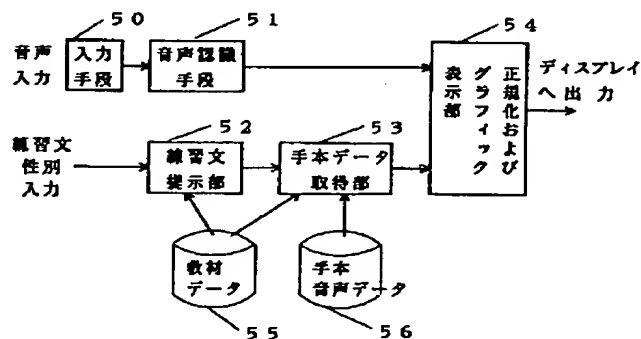 50
51
54
音声
入力
入力
手段
音声認識
手段
正規化および
グラフィック
表示部
ディスプレイ
へ出力
52
53
練習文
性別
入力
練習文
提示部
手本データ
取得部
教材
データ
手本
音声データ
55
56